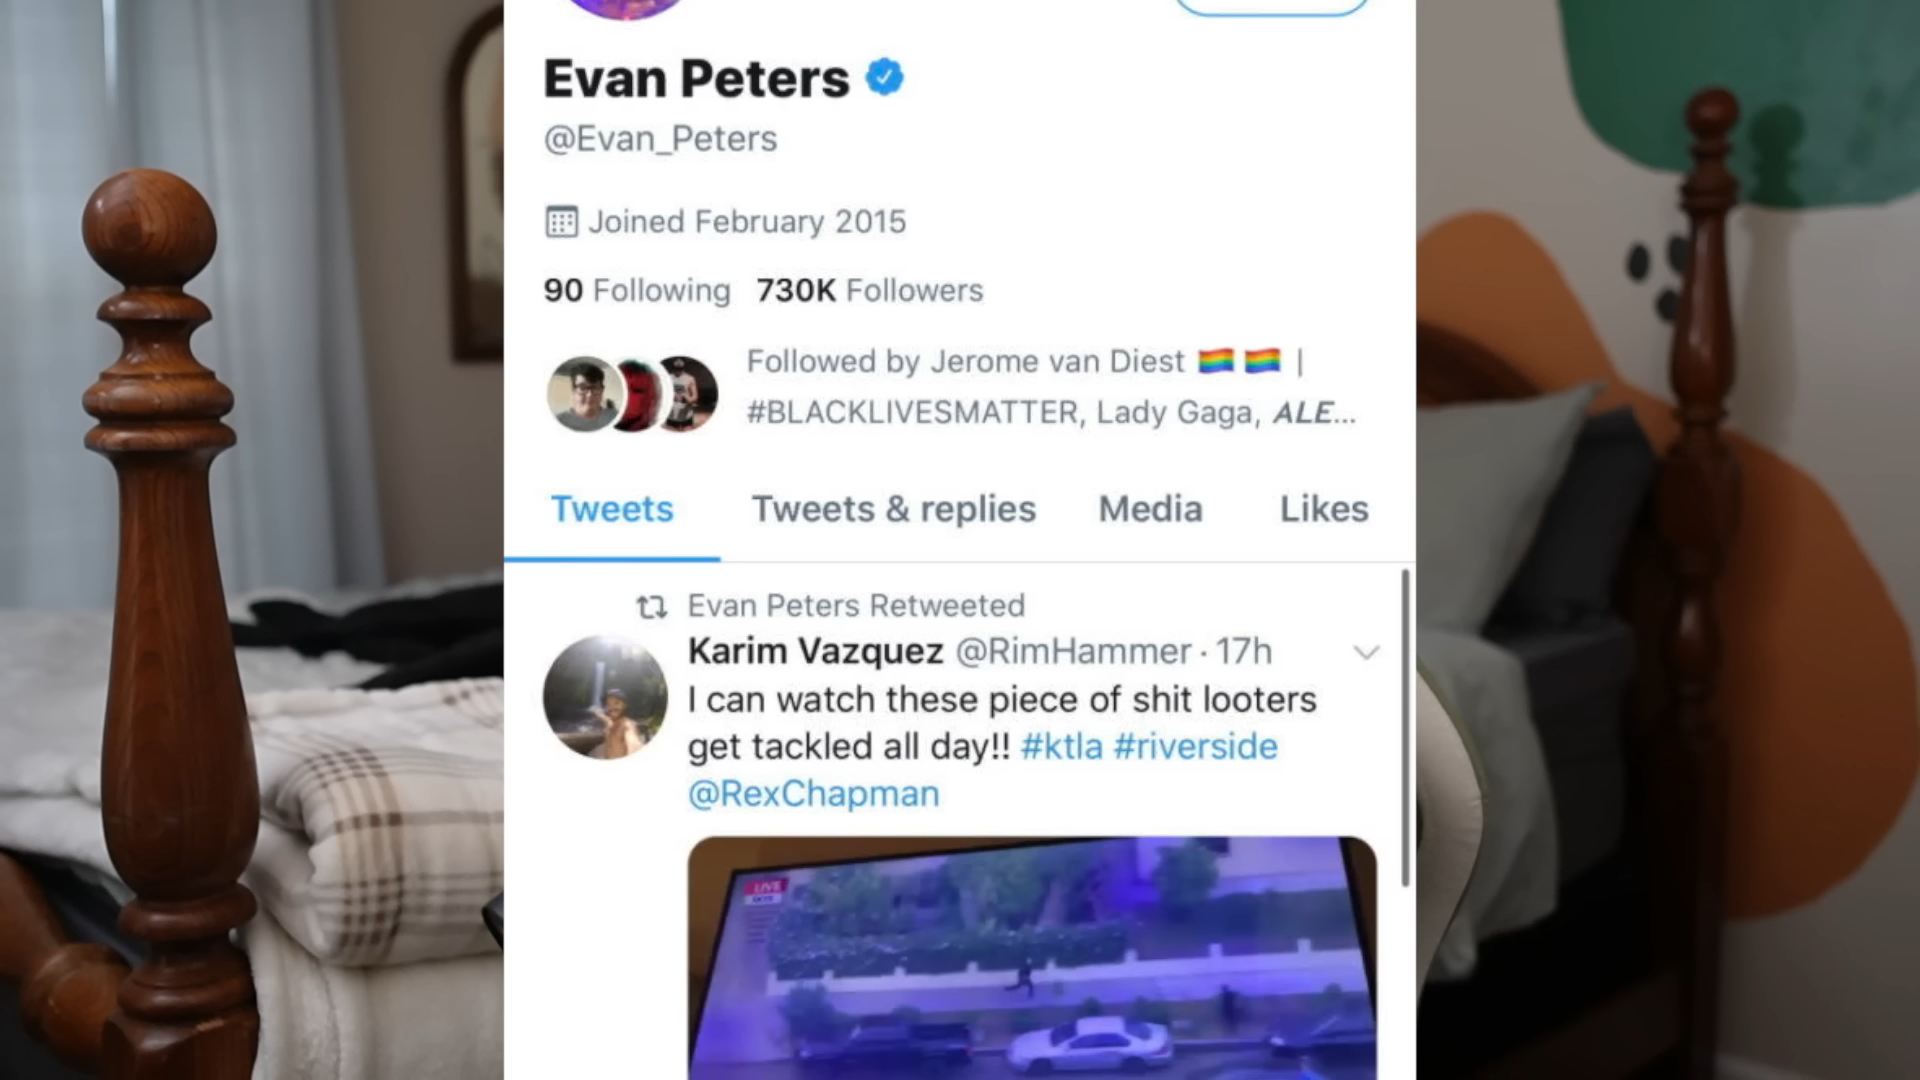 Evan Peters
@Evan_Peters
Joined February 2015
90 Following 730K Followers
Followed by Jerome van Diest 🏳️‍🌈 🏳️‍🌈 |
#BLACKLIVESMATTER, Lady Gaga, ALE...
Tweets Tweets & replies Media Likes
Evan Peters Retweeted
Karim Vazquez @RimHammer · 17h
I can watch these piece of shit looters
get tackled all day!! #ktla #riverside
@RexChapman
LIVE